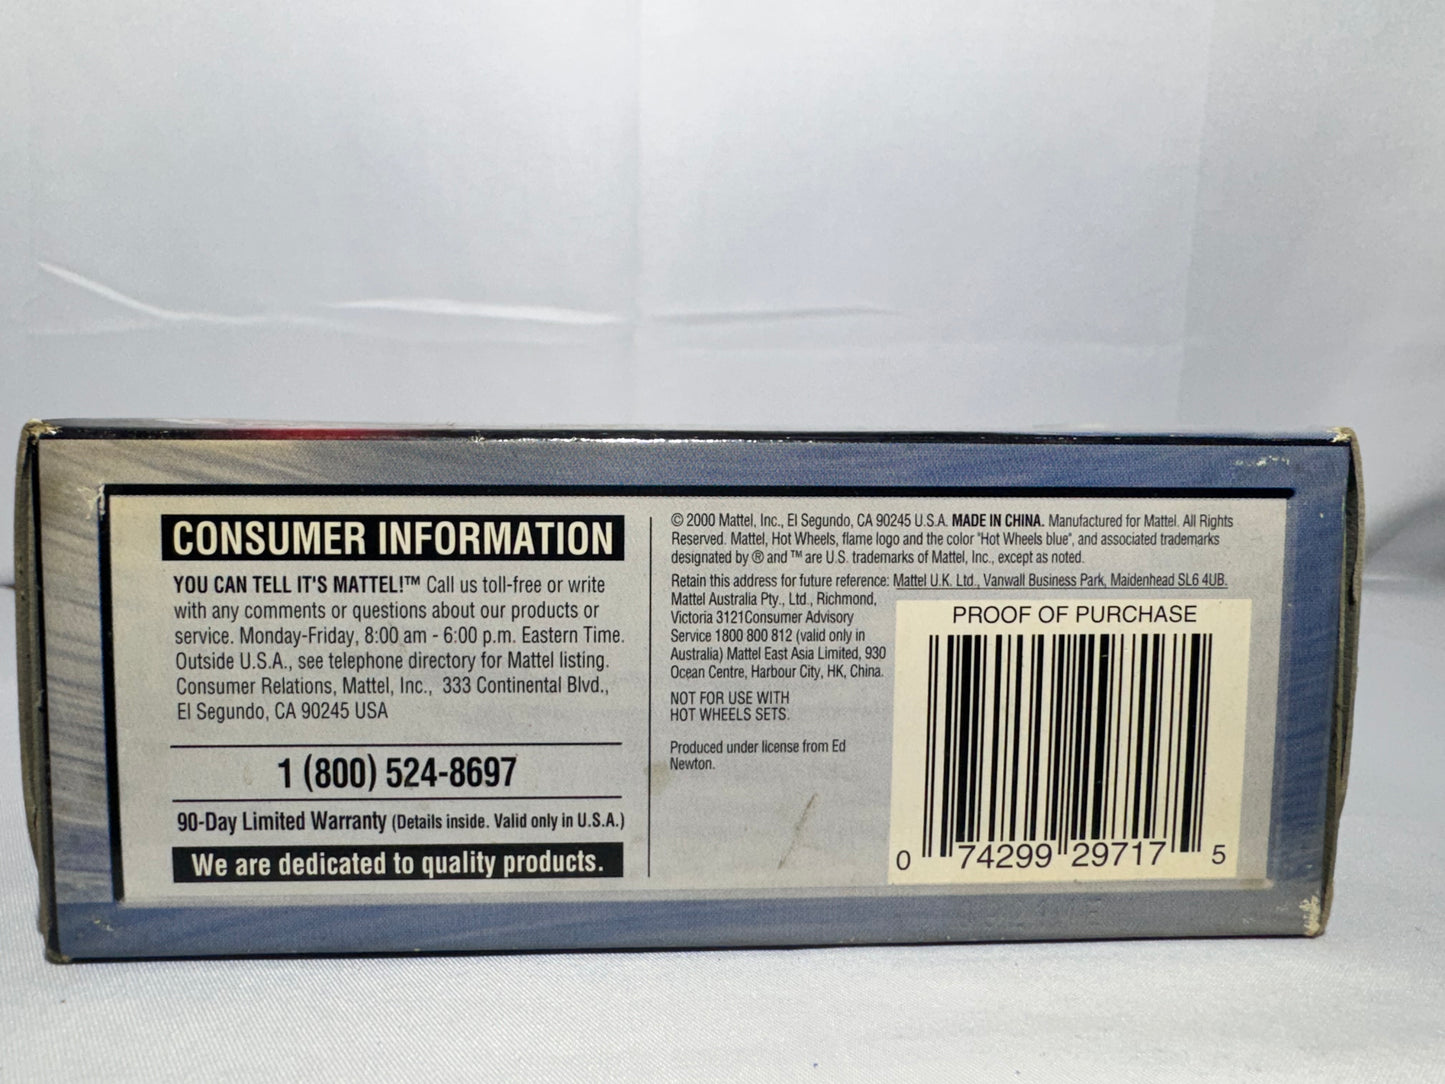 CONSUMER INFORMATION
YOU CAN TELL IT'S MATTEL!™ Call us toll-free or write
with any comments or questions about our products or
service. Monday-Friday, 8:00 am - 6:00 p.m. Eastern Time.
Outside U.S.A., see telephone directory for Mattel listing.
Consumer Relations, Mattel, Inc., 333 Continental Blvd.,
El Segundo, CA 90245 USA
1 (800) 524-8697
90-Day Limited Warranty (Details inside. Valid only in U.S.A.)
We are dedicated to quality products.
© 2000 Mattel, Inc., El Segundo, CA 90245 U.S.A. MADE IN CHINA. Manufactured for Mattel. All Rights
Reserved. Mattel, Hot Wheels, flame logo and the color "Hot Wheels blue", and associated trademarks
designated by ® and ™ are U.S. trademarks of Mattel, Inc., except as noted.
Retain this address for future reference: Mattel U.K. Ltd., Vanwall Business Park, Maidenhead SL6 4UB.
Mattel Australia Pty., Ltd., Richmond,
Victoria 3121Consumer Advisory
Service 1800 800 812 (valid only in
Australia) Mattel East Asia Limited, 930
Ocean Centre, Harbour City, HK, China.
NOT FOR USE WITH
HOT WHEELS SETS.
Produced under license from Ed
Newton.
PROOF OF PURCHASE
0 74299 29717 5